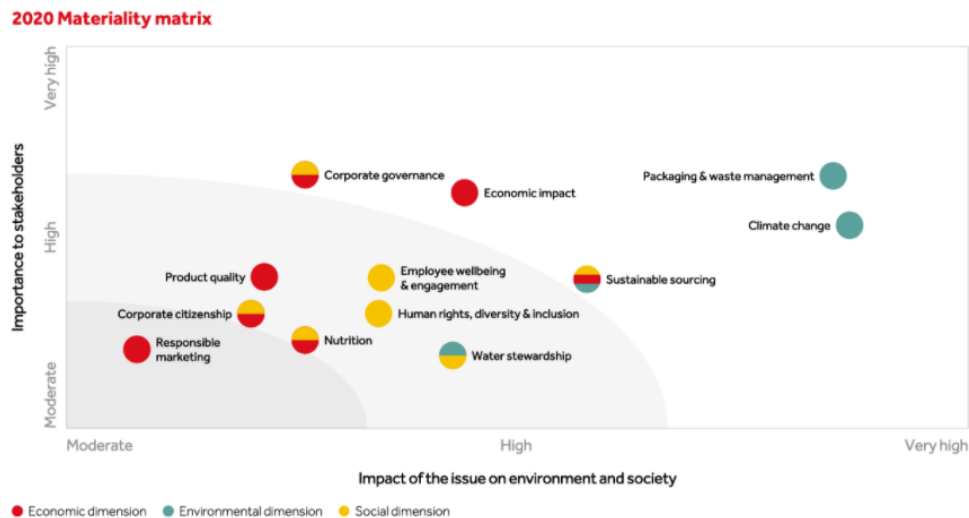 2020 Materiality matrix
Very high
High
Moderate
Importance to stakeholders
Corporate governance
Economic impact
Packaging & waste management
Climate change
Product quality
Employee wellbeing
& engagement
Sustainable sourcing
Corporate citizenship
Human rights, diversity & inclusion
Responsible
marketing
Nutrition
Water stewardship
Moderate
High
Very high
Impact of the issue on environment and society
Economic dimension
Environmental dimension
Social dimension